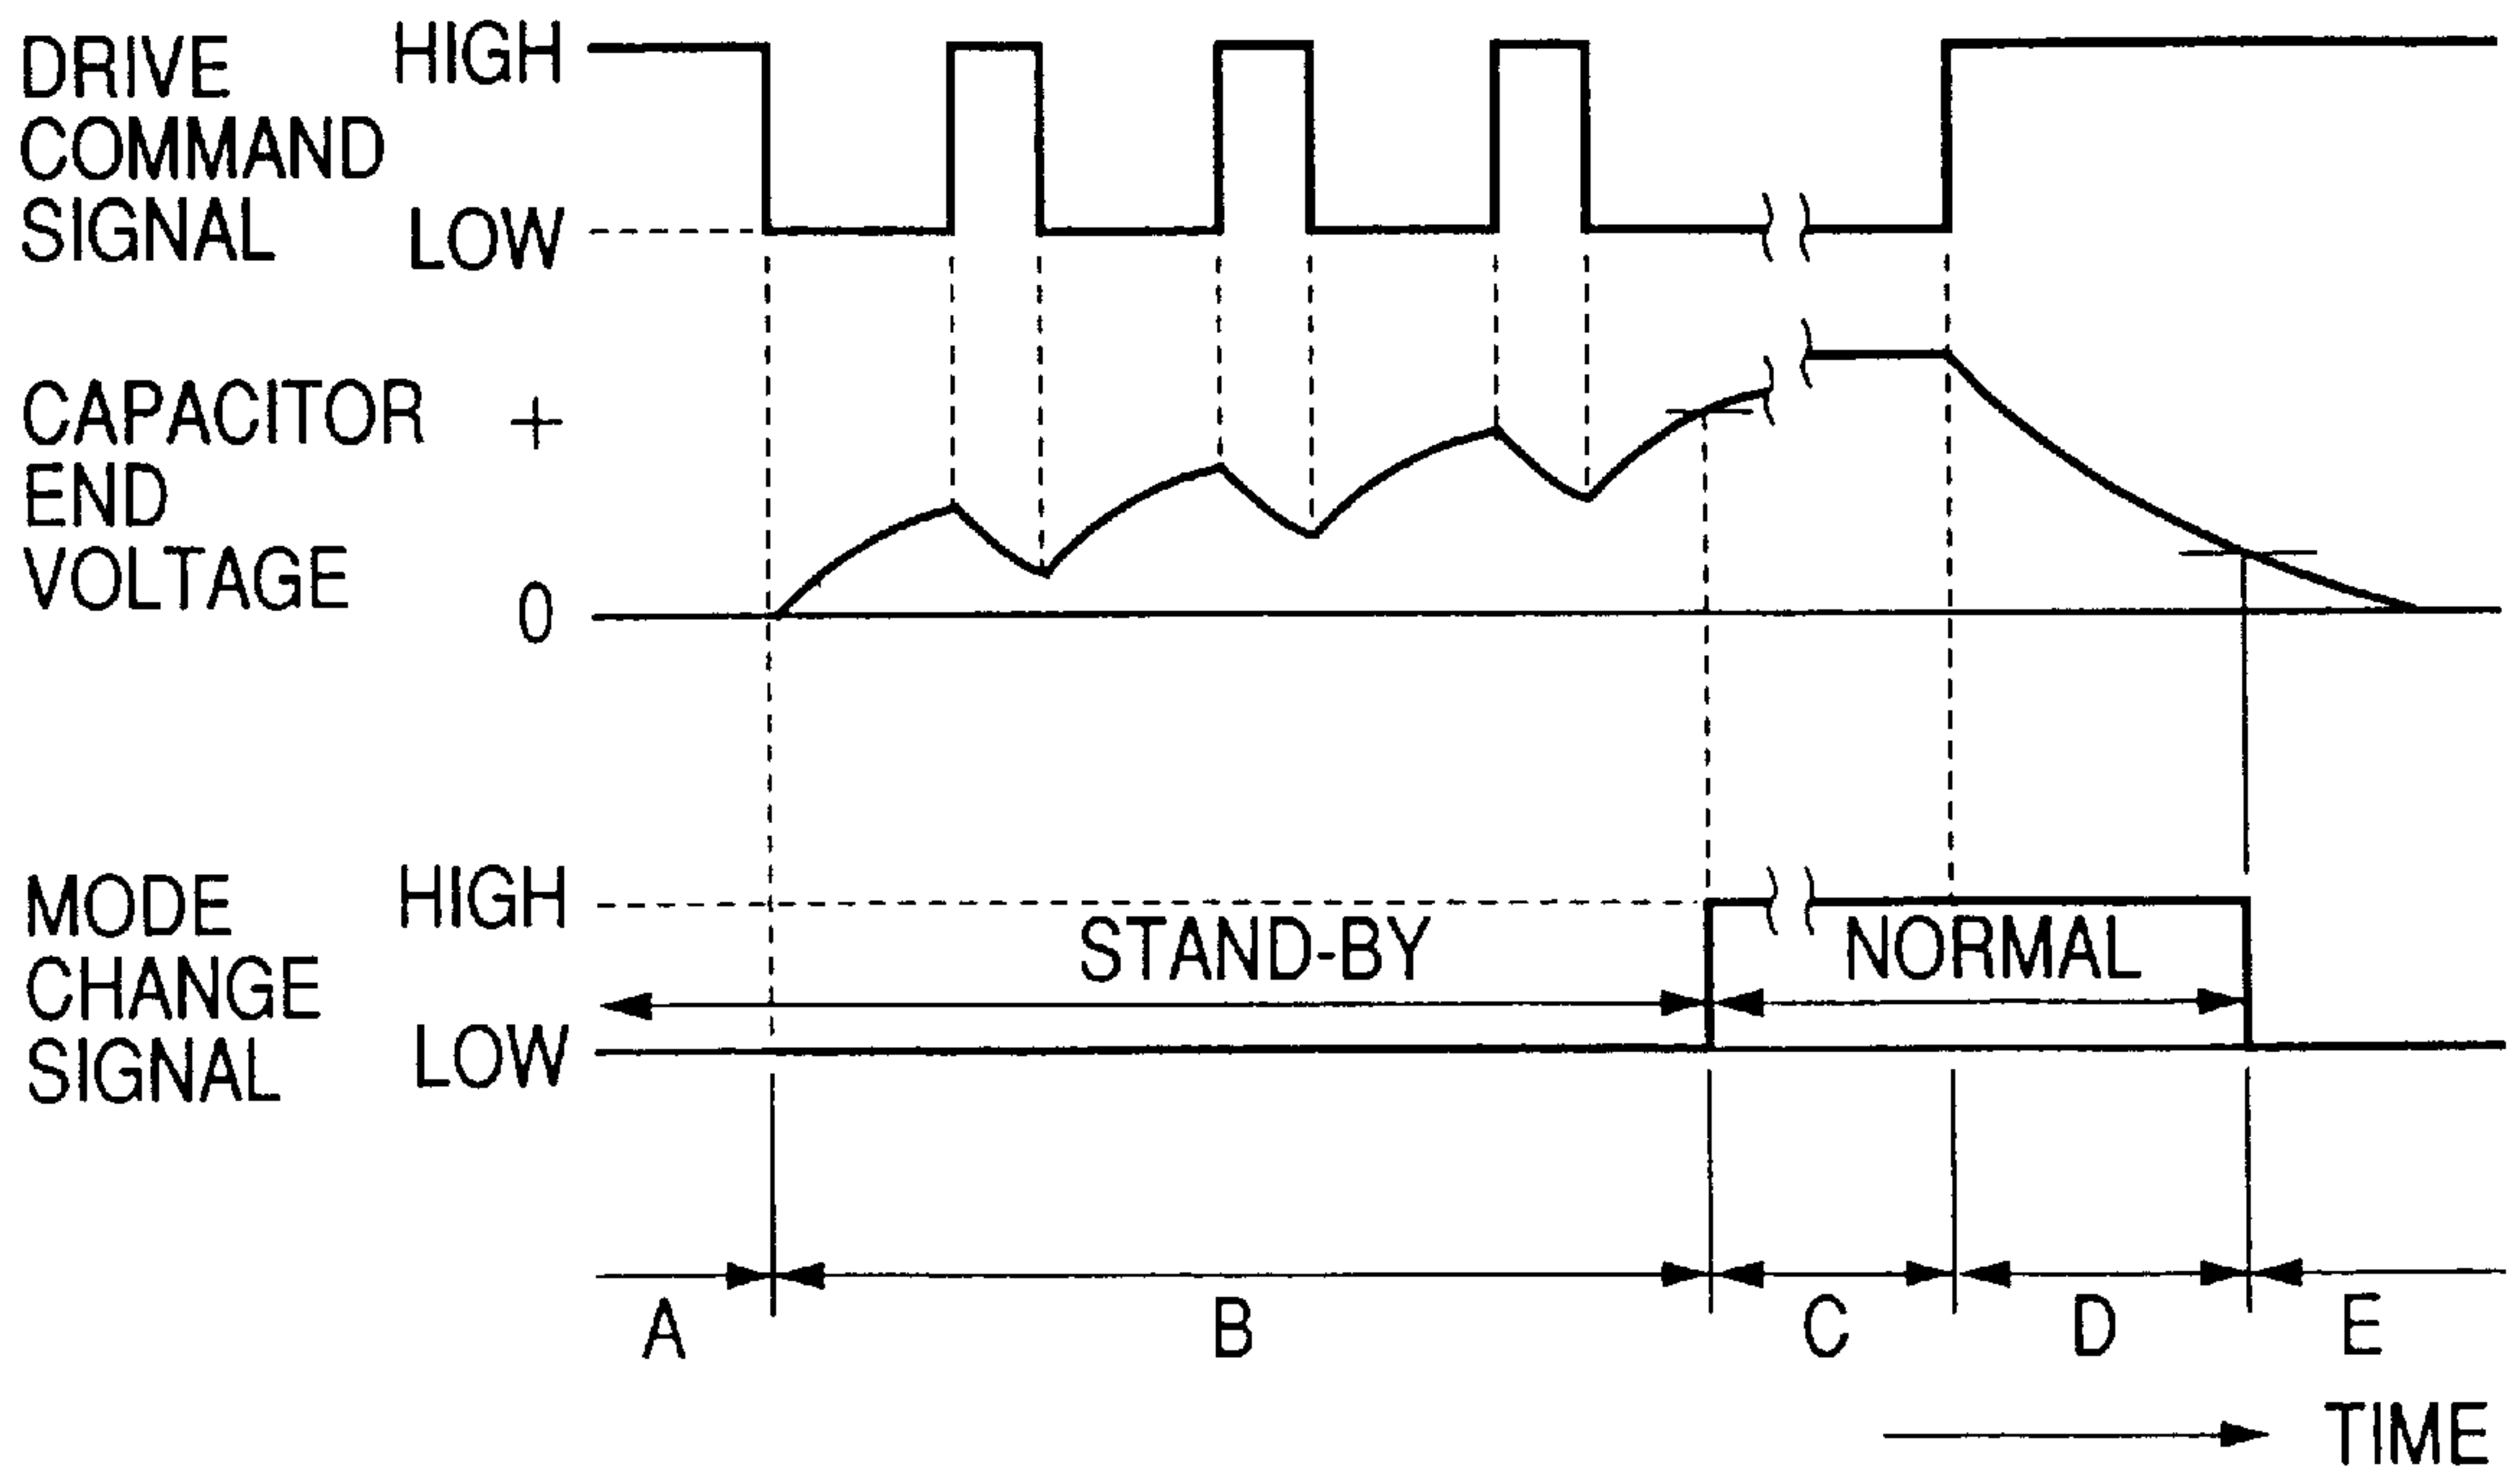 DRIVE
COMMAND
SIGNAL
HIGH
LOW
CAPACITOR
END
VOLTAGE
+
0
MODE
CHANGE
SIGNAL
HIGH
LOW
STAND-BY
NORMAL
A
B
C
D
E
TIME